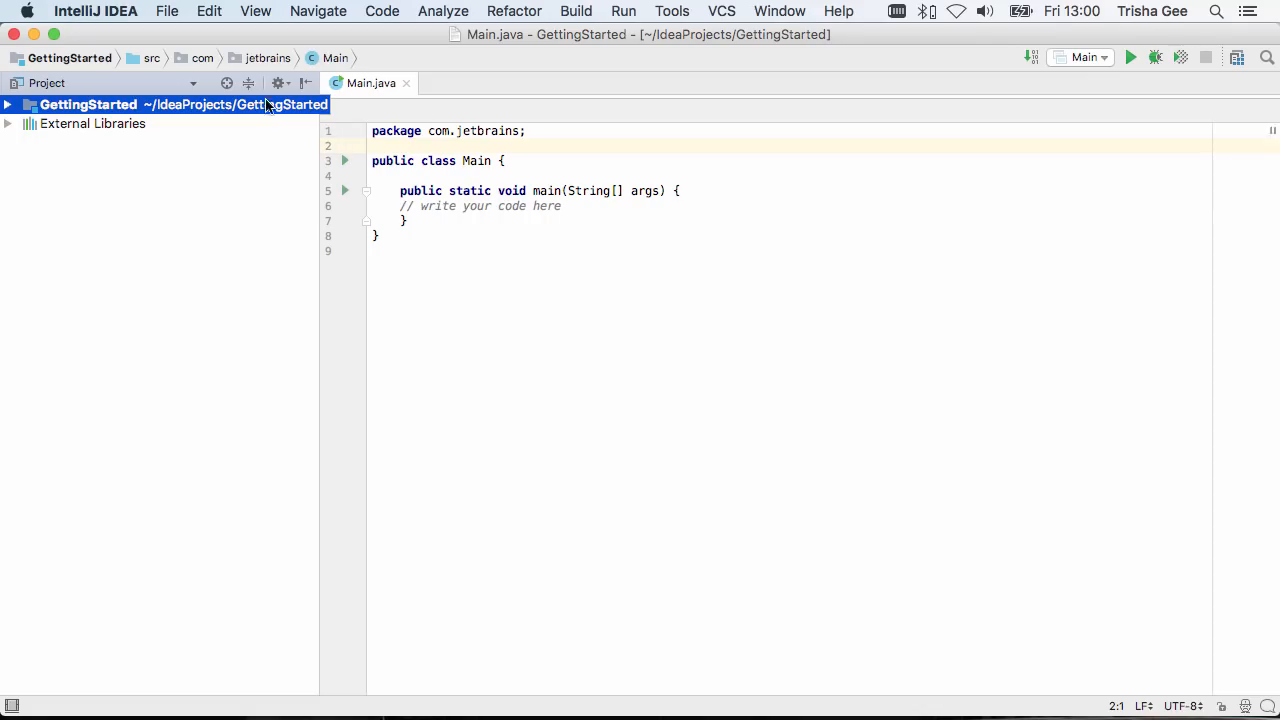 IntelliJ IDEA File Edit View Navigate Code Analyze Refactor Build Run Tools VCS Window Help Fri 13:00 Trisha Gee
Main.java - GettingStarted - [~/IdeaProjects/GettingStarted]
GettingStarted src com jetbrains C Main Main
Project C Main.java
GettingStarted ~/IdeaProjects/GettingStarted
External Libraries
1 package com.jetbrains;
2
3 public class Main {
4
5 public static void main(String[] args) {
6 // write your code here
7 }
8 }
9
2:1 LF UTF-8